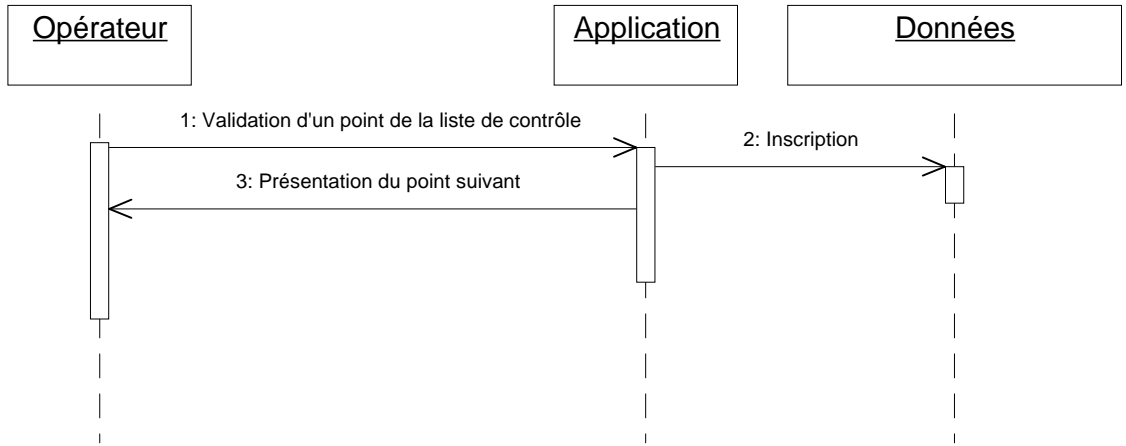 Opérateur
Application
Données
1: Validation d'un point de la liste de contrôle
2: Inscription
3: Présentation du point suivant